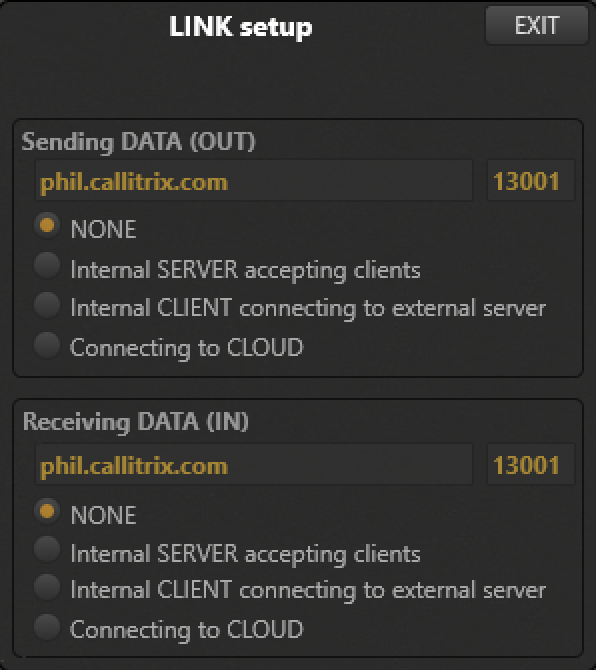 LINK setup
EXIT
Sending DATA (OUT)
phil.callitrix.com 13001
NONE
Internal SERVER accepting clients
Internal CLIENT connecting to external server
Connecting to CLOUD
Receiving DATA (IN)
phil.callitrix.com 13001
NONE
Internal SERVER accepting clients
Internal CLIENT connecting to external server
Connecting to CLOUD